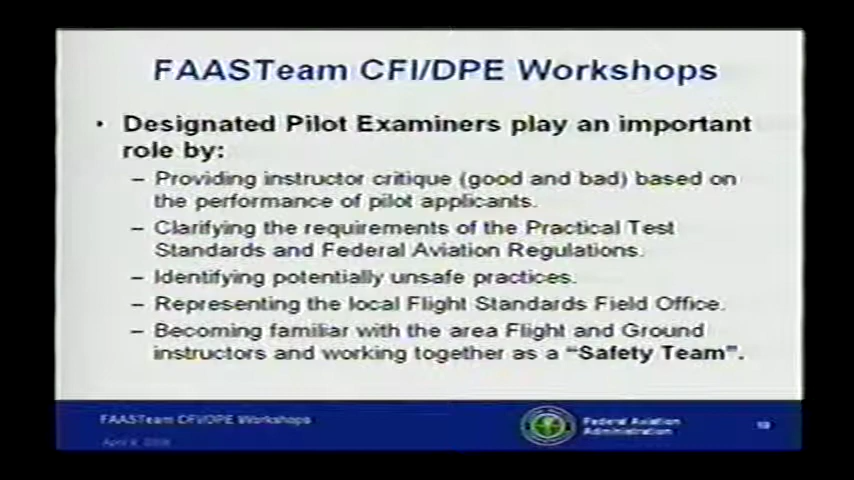 FAASTeam CFI/DPE Workshops
• Designated Pilot Examiners play an important
role by:
– Providing instructor critique (good and bad) based on
the performance of pilot applicants.
– Clarifying the requirements of the Practical Test
Standards and Federal Aviation Regulations.
– Identifying potentially unsafe practices.
– Representing the local Flight Standards Field Office.
– Becoming familiar with the area Flight and Ground
instructors and working together as a “Safety Team”.
FAASTeam CFI/DPE Workshops
Federal Aviation
Administration